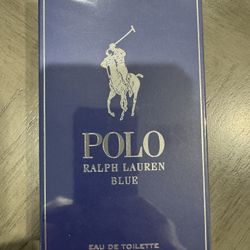 POLO
RALPH LAUREN
BLUE
EAU DE TOILETTE